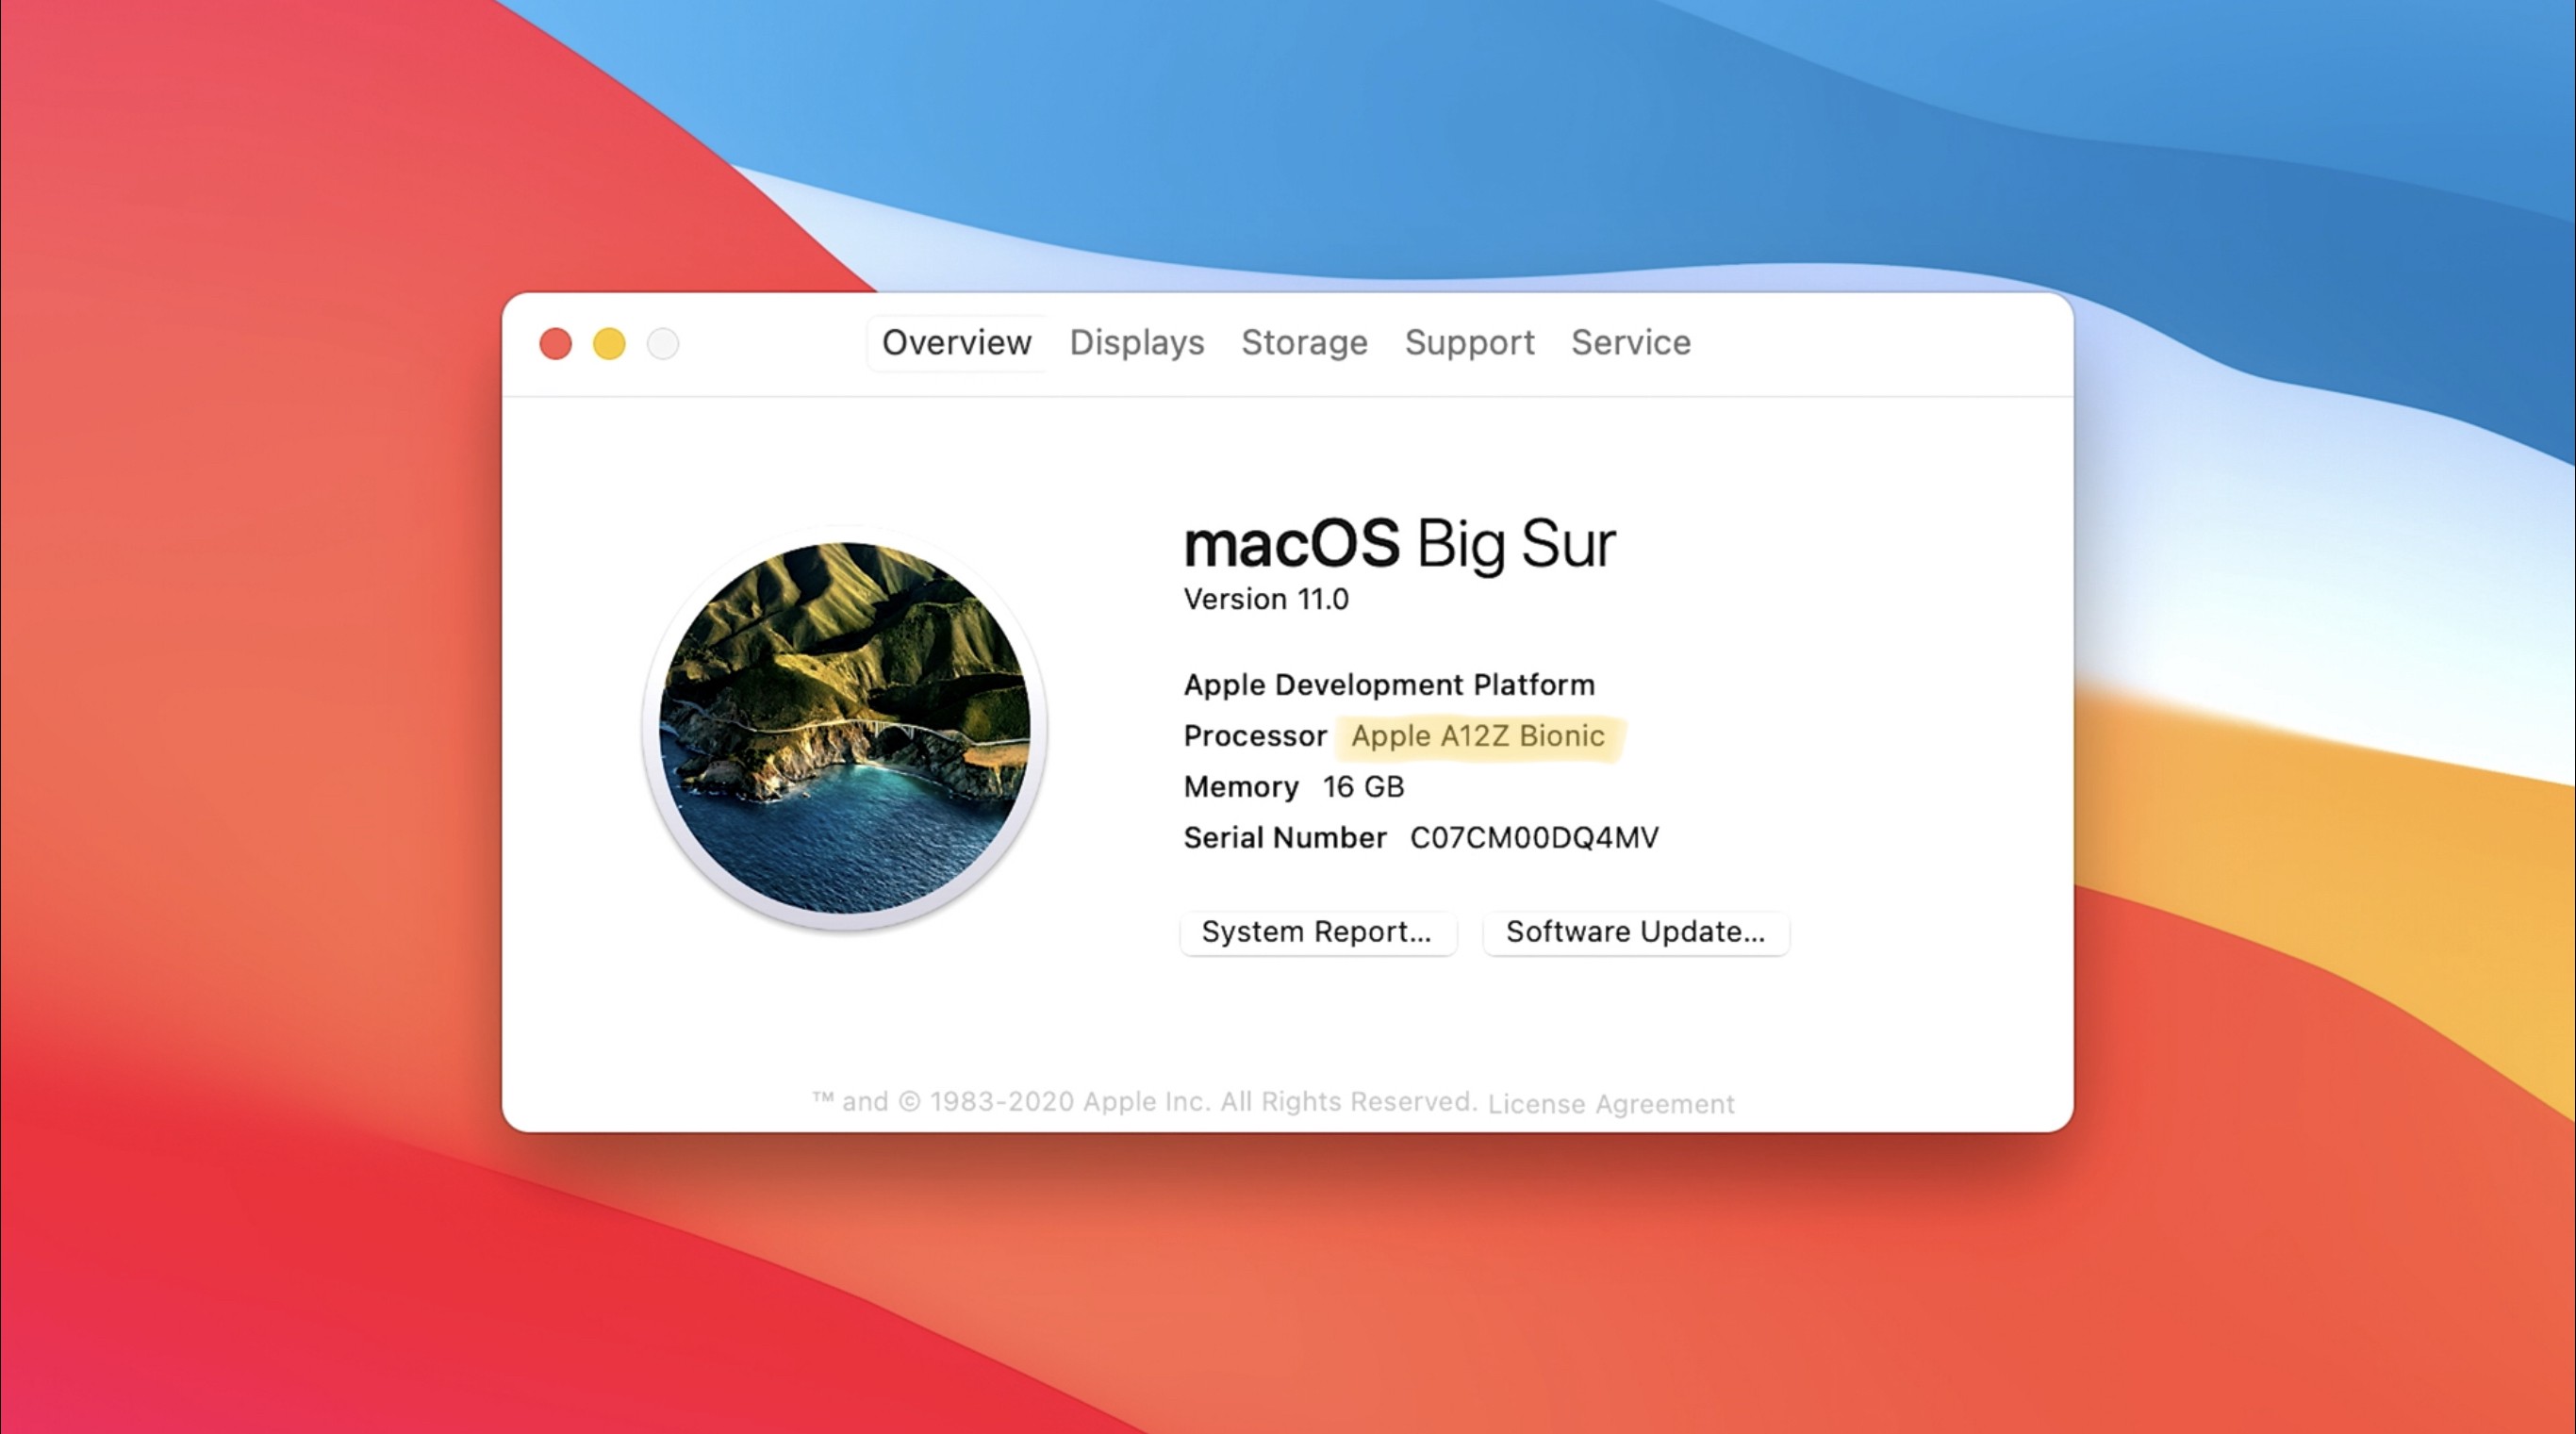 Overview Displays Storage Support Service
macOS Big Sur
Version 11.0
Apple Development Platform
Processor Apple A12Z Bionic
Memory 16 GB
Serial Number C07CM00DQ4MV
System Report... Software Update...
™ and © 1983-2020 Apple Inc. All Rights Reserved. License Agreement